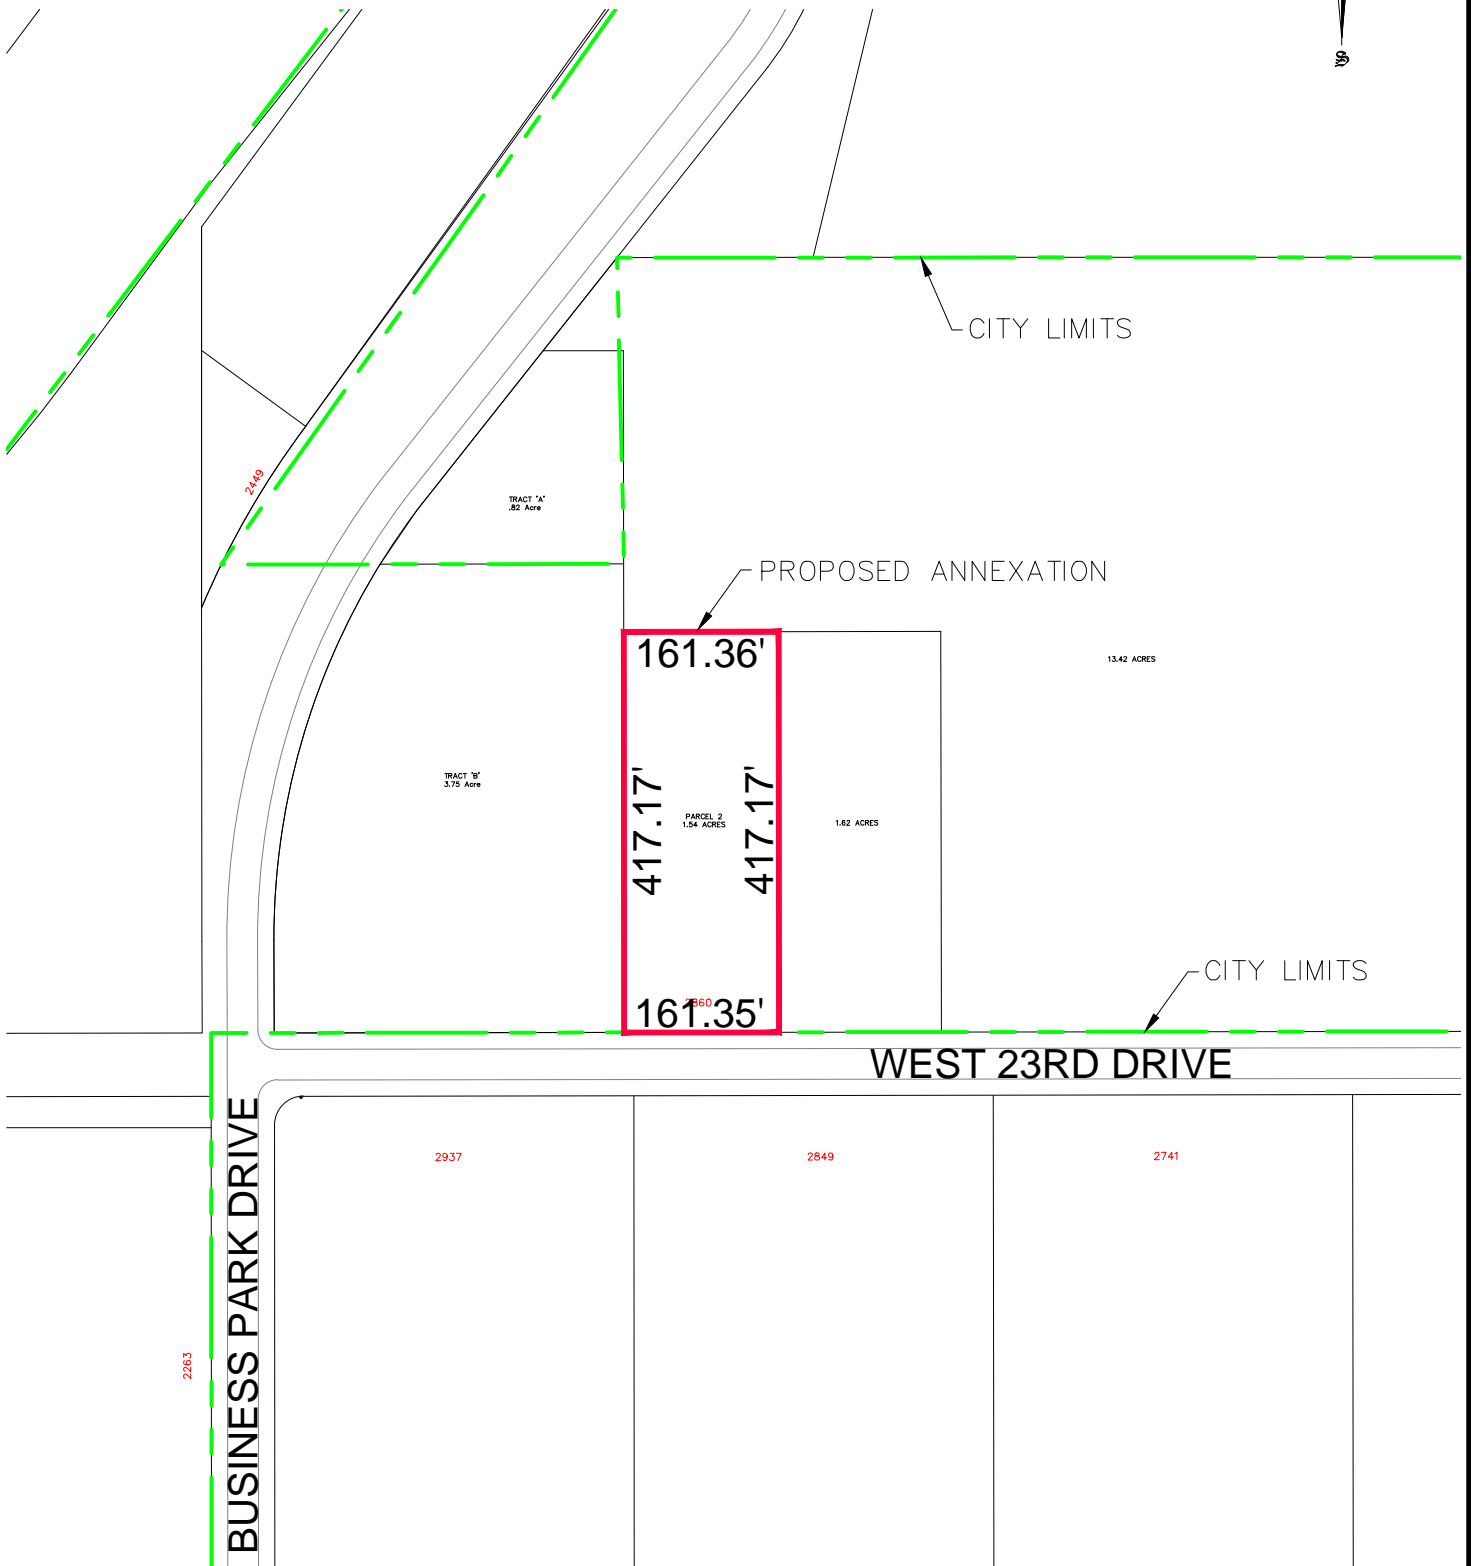 S
CITY LIMITS
2449
TRACT "A"
.82 Acre
PROPOSED ANNEXATION
161.36'
13.42 ACRES
TRACT "B"
3.75 Acre
417.17'
PARCEL 2
1.54 ACRES
417.17'
1.62 ACRES
CITY LIMITS
2860
161.35'
WEST 23RD DRIVE
BUSINESS PARK DRIVE
2937
2849
2741
2263